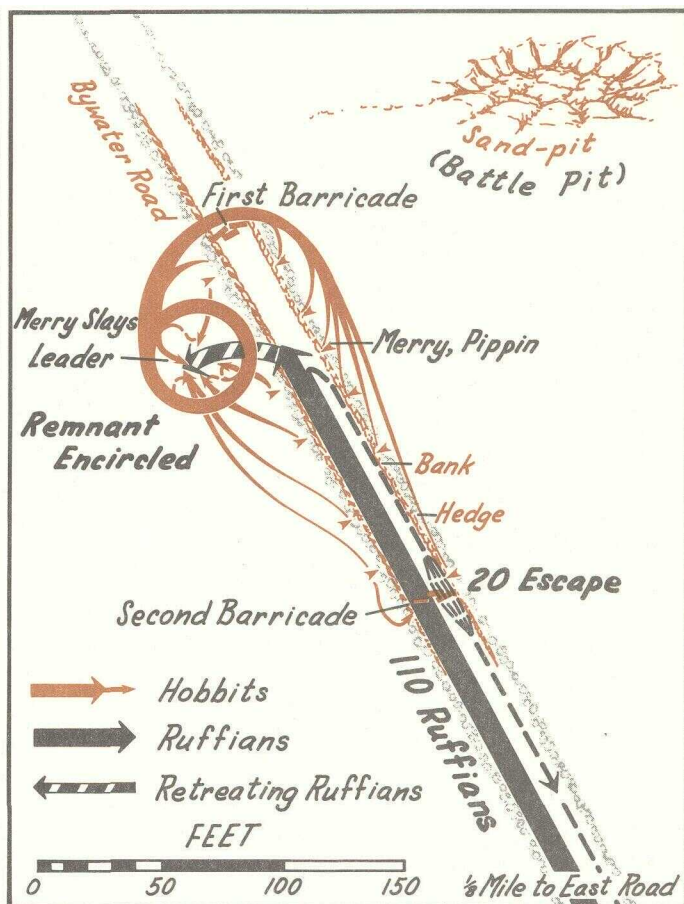 Bywater Road
Sand-pit
(Battle Pit)
First Barricade
Merry Slays
Leader
Merry, Pippin
Remnant
Encircled
Bank
Hedge
20 Escape
Second Barricade
110 Ruffians
Hobbits
Ruffians
Retreating Ruffians
FEET
0 50 100 150
⅛ Mile to East Road